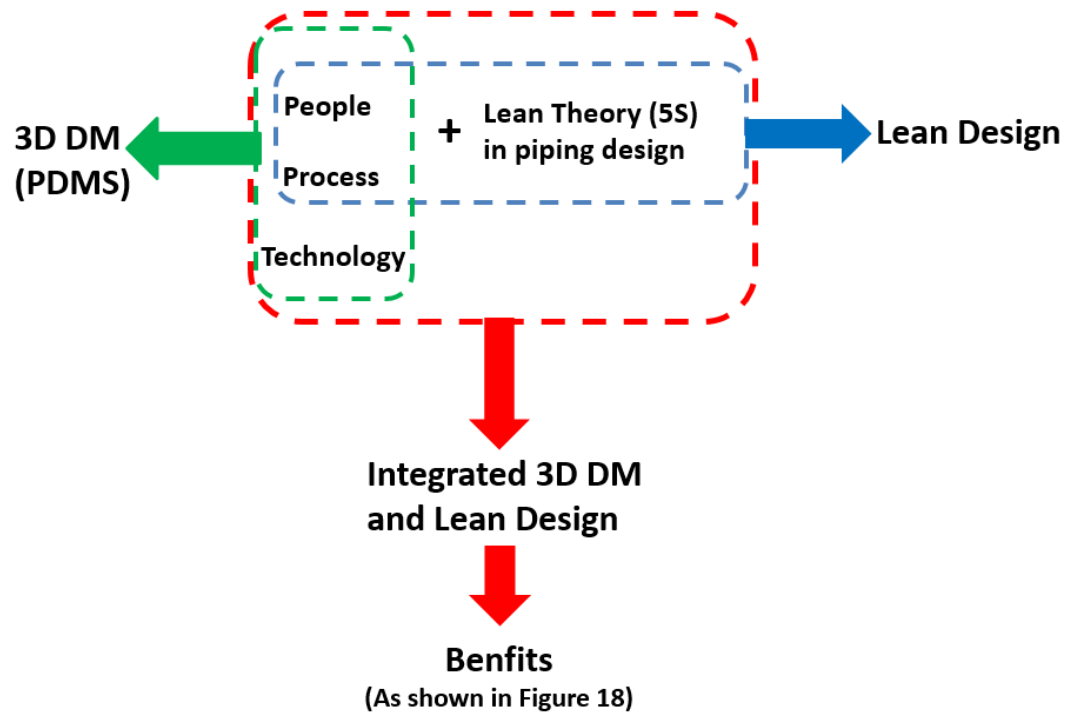 People
Process
Technology
+
Lean Theory (5S)
in piping design
3D DM
(PDMS)
Lean Design
Integrated 3D DM
and Lean Design
Benfits
(As shown in Figure 18)